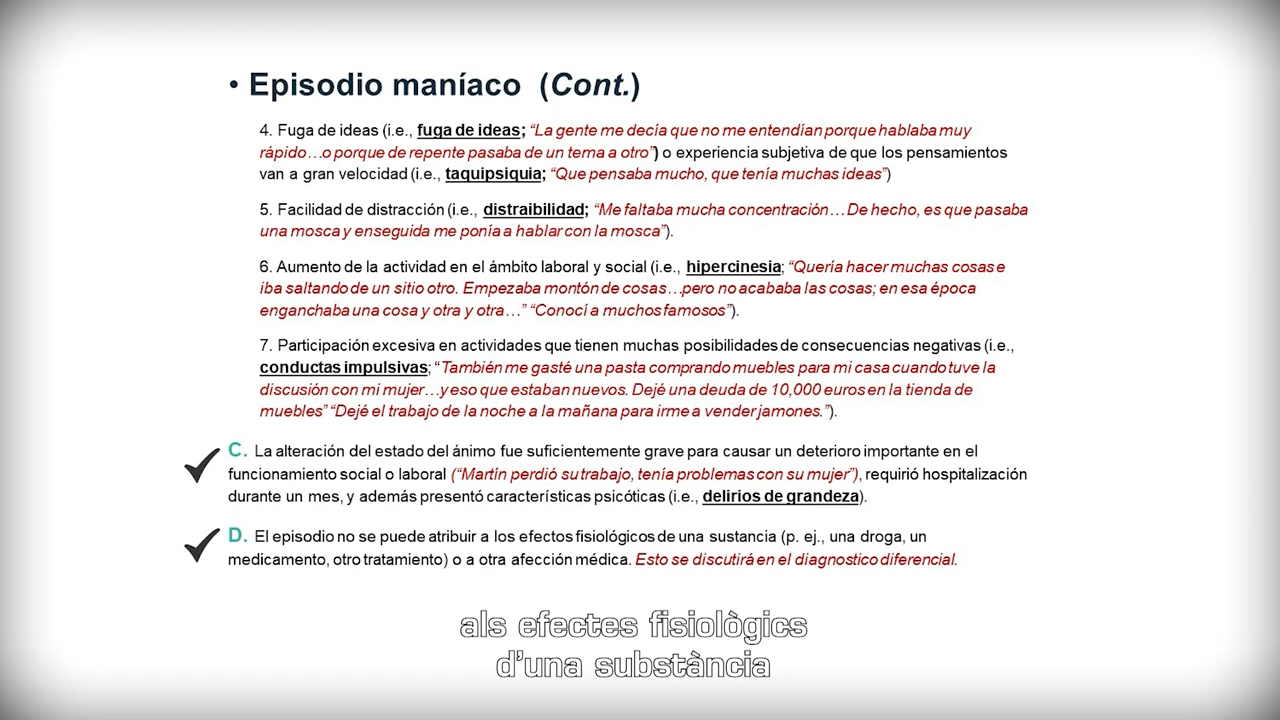 • Episodio maníaco (Cont.)
4. Fuga de ideas (i.e., fuga de ideas; “La gente me decía que no me entendían porque hablaba muy
rápido…o porque de repente pasaba de un tema a otro”) o experiencia subjetiva de que los pensamientos
van a gran velocidad (i.e., taquipsiquia; “Que pensaba mucho, que tenía muchas ideas”)
5. Facilidad de distracción (i.e., distraibilidad; “Me faltaba mucha concentración…De hecho, es que pasaba
una mosca y enseguida me ponía a hablar con la mosca”).
6. Aumento de la actividad en el ámbito laboral y social (i.e., hipercinesia; “Quería hacer muchas cosas e
iba saltando de un sitio otro. Empezaba montón de cosas…pero no acababa las cosas; en esa época
enganchaba una cosa y otra y otra…” “Conocí a muchos famosos”).
7. Participación excesiva en actividades que tienen muchas posibilidades de consecuencias negativas (i.e.,
conductas impulsivas; “También me gasté una pasta comprando muebles para mi casa cuando tuve la
discusión con mi mujer…y eso que estaban nuevos. Dejé una deuda de 10,000 euros en la tienda de
muebles” “Dejé el trabajo de la noche a la mañana para irme a vender jamones.”).
C. La alteración del estado del ánimo fue suficientemente grave para causar un deterioro importante en el
funcionamiento social o laboral (“Martín perdió su trabajo, tenía problemas con su mujer”), requirió hospitalización
durante un mes, y además presentó características psicóticas (i.e., delirios de grandeza).
D. El episodio no se puede atribuir a los efectos fisiológicos de una sustancia (p. ej., una droga, un
medicamento, otro tratamiento) o a otra afección médica. Esto se discutirá en el diagnostico diferencial.
als efectes fisiològics
d’una substància